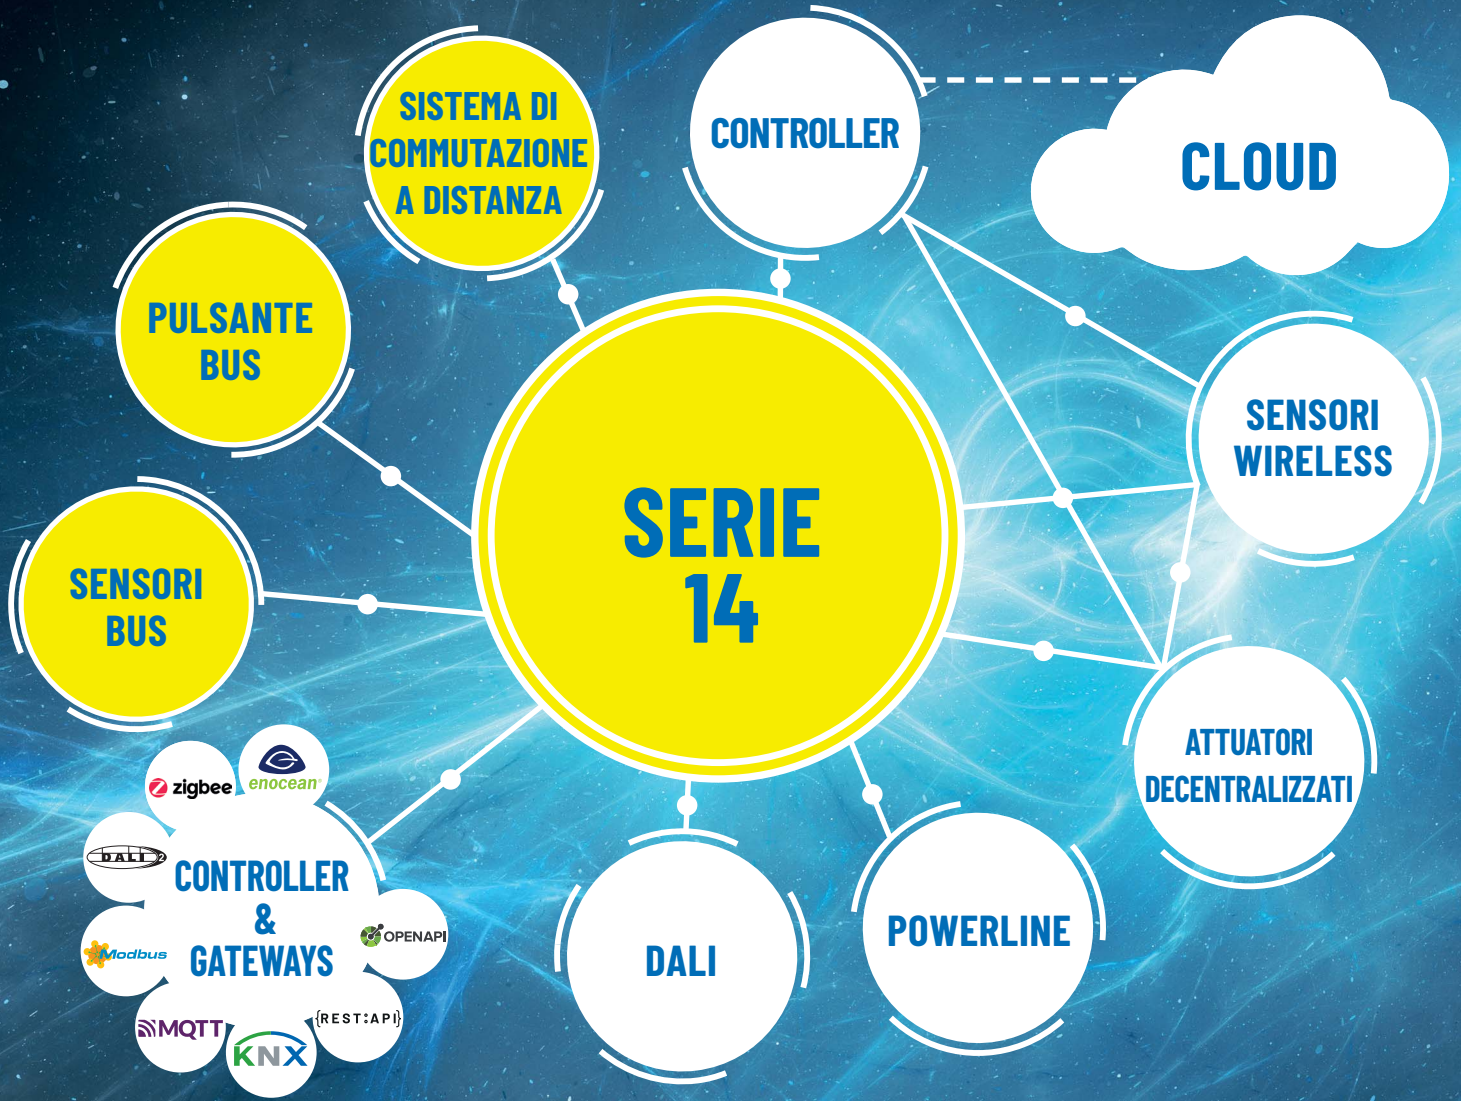 SISTEMA DI
COMMUTAZIONE
A DISTANZA
CONTROLLER
CLOUD
PULSANTE
BUS
SENSORI
WIRELESS
SERIE
14
SENSORI
BUS
ATTUATORI
DECENTRALIZZATI
zigbee
enocean®
DALI 2
CONTROLLER
&
GATEWAYS
OPENAPI
Modbus
MQTT
{REST:API}
KNX
DALI
POWERLINE